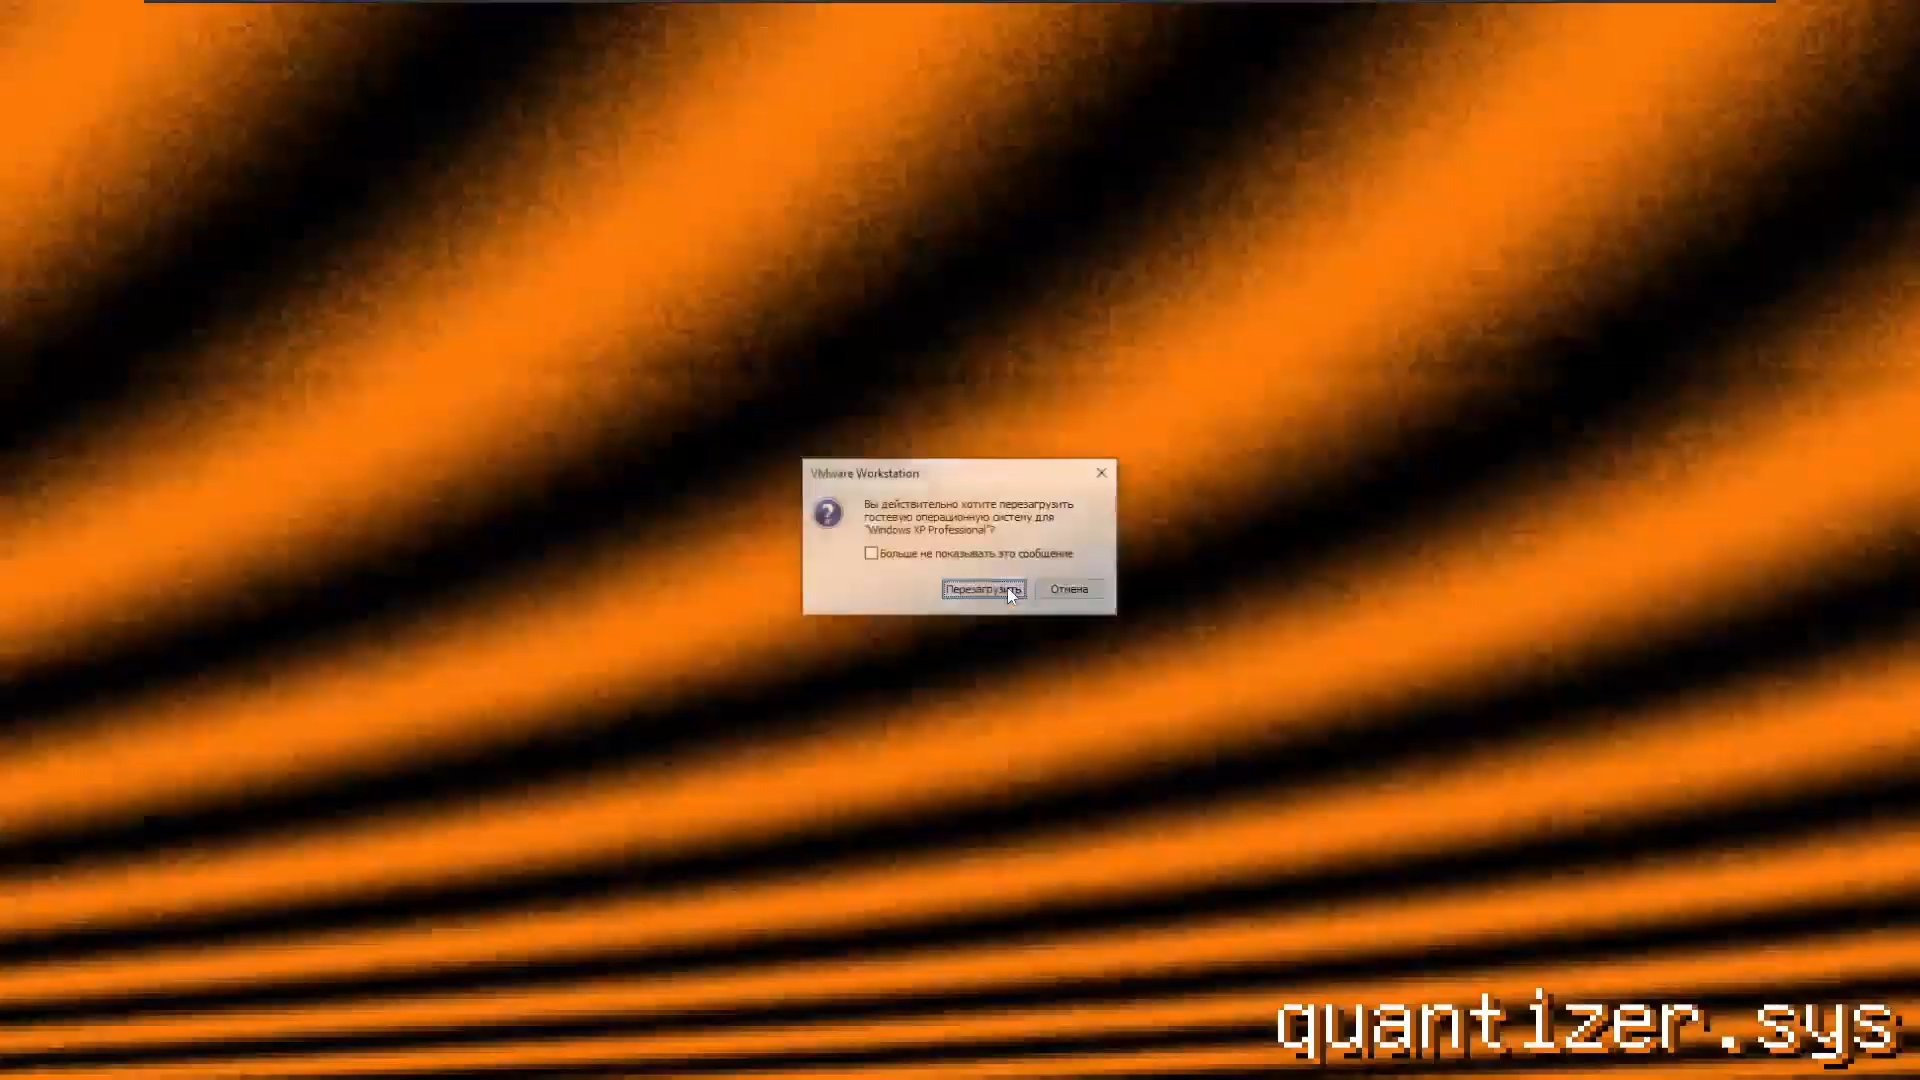 VMware Workstation
Вы действительно хотите перезагрузить
гостевую операционную систему для
"Windows XP Professional"?
Больше не показывать это сообщение
Перезагрузить
Отмена
quantizer.sys